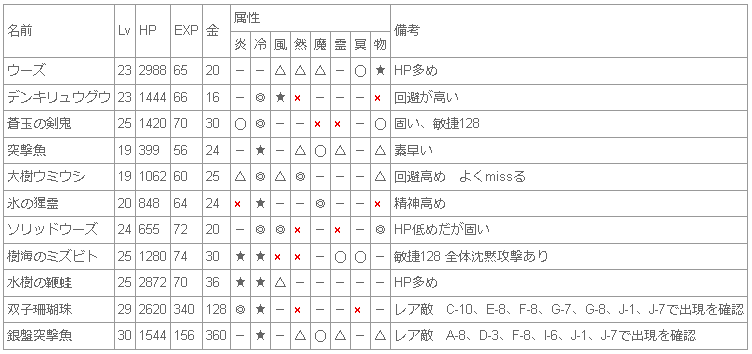 名前 Lv HP EXP 金 属性 備考
炎 冷 風 然 魔 霊 冥 物
ウーズ 23 2988 65 20 － － △ △ △ － ○ ★ HP多め
デンキリュウグウ 23 1444 66 16 － ◎ ★ × － － － × 回避が高い
蒼玉の剣鬼 25 1420 70 30 ○ ◎ － － × × － ○ 固い、敏捷128
突撃魚 19 399 56 24 － ★ － △ ○ △ － △ 素早い
大樹ウミウシ 19 1062 60 25 △ ◎ △ ◎ － － － － 回避高め　よくmissる
氷の猩霊 20 848 64 24 × ★ － － ◎ － － × 精神高め
ソリッドウーズ 24 655 72 20 － ◎ ◎ × － × － ◎ HP低めだが固い
樹海のミズビト 25 1280 74 30 ★ ★ × × － ○ ○ － 敏捷128 全体沈黙攻撃あり
水樹の鞭蛙 25 2872 70 36 ★ ★ － － － － － － HP多め
双子珊瑚珠 29 2620 340 128 ◎ ★ － × － － × － レア敵　C-10、E-8、F-8、G-7、G-8、J-1、J-7で出現を確認
銀盤突撃魚 30 1544 156 360 － ★ － △ ○ △ － △ レア敵　A-8、D-3、F-8、I-6、J-1、J-7で出現を確認